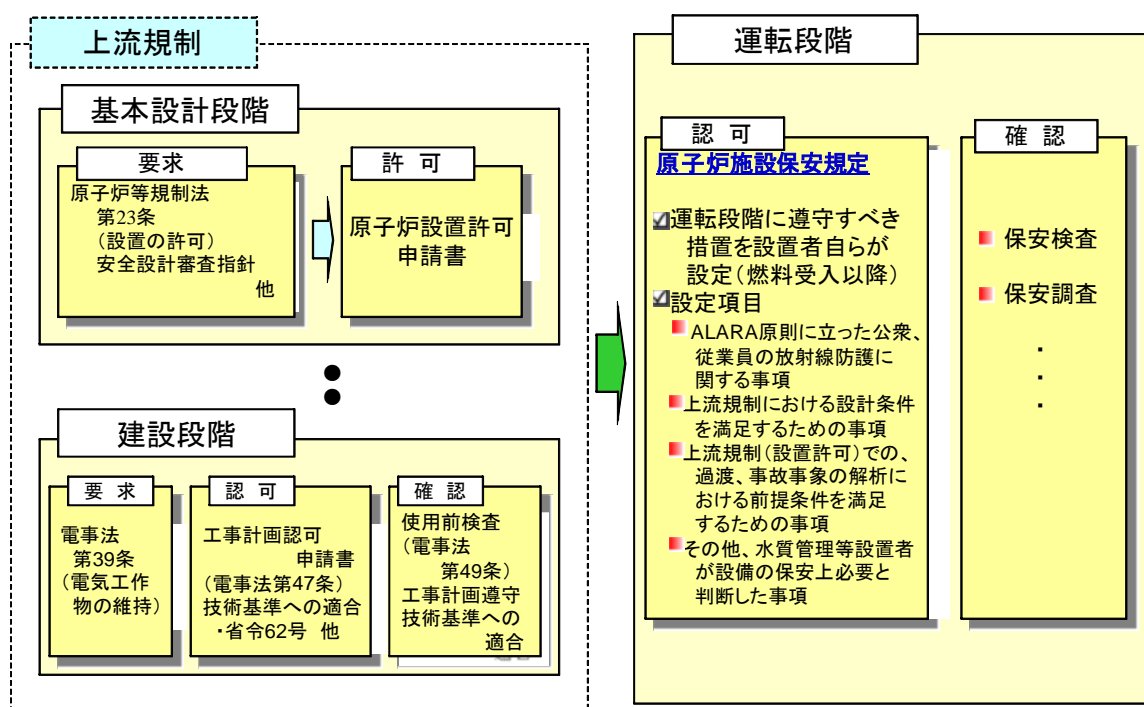 上流規制
基本設計段階
要求
原子炉等規制法
第23条
(設置の許可)
安全設計審査指針
他
許 可
原子炉設置許可
申請書
建設段階
要 求
電事法
第39条
(電気工作
物の維持)
認 可
工事計画認可
申請書
(電事法第47条)
技術基準への適合
・省令62号 他
確 認
使用前検査
(電事法
第49条)
工事計画遵守
技術基準への
適合
運転段階
認 可
原子炉施設保安規定
運転段階に遵守すべき
措置を設置者自らが
設定(燃料受入以降)
設定項目
ALARA原則に立った公衆、
従業員の放射線防護に
関する事項
上流規制における設計条件
を満足するための事項
上流規制(設置許可)での、
過渡、事故事象の解析に
おける前提条件を満足
するための事項
その他、水質管理等設置者
が設備の保安上必要と
判断した事項
確 認
保安検査
保安調査
・
・
・